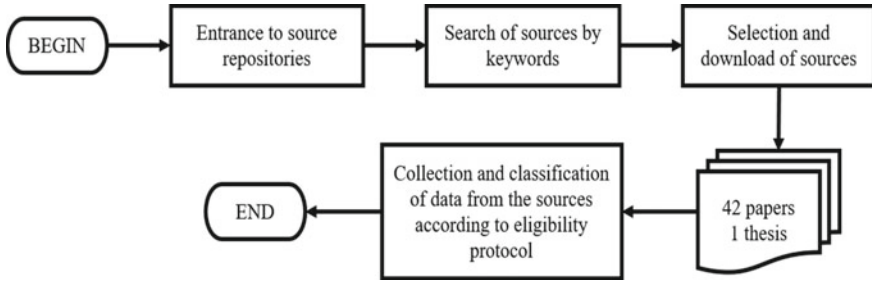 BEGIN
Entrance to source
repositories
Search of sources by
keywords
Selection and
download of sources
42 papers
1 thesis
Collection and classification
of data from the sources
according to eligibility
protocol
END